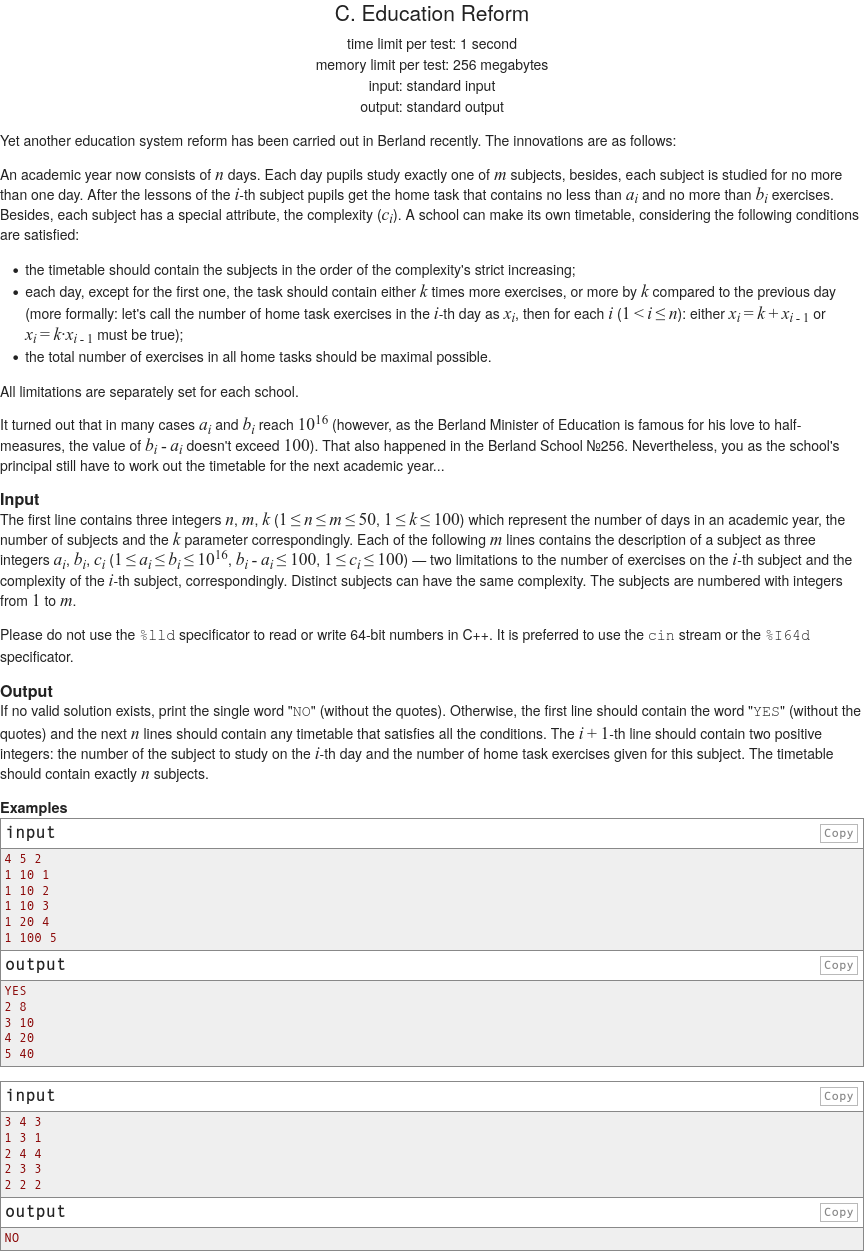 C. Education Reform
time limit per test: 1 second
memory limit per test: 256 megabytes
input: standard input
output: standard output
Yet another education system reform has been carried out in Berland recently. The innovations are as follows:
An academic year now consists of n days. Each day pupils study exactly one of m subjects, besides, each subject is studied for no more
than one day. After the lessons of the i-th subject pupils get the home task that contains no less than a_i and no more than b_i exercises.
Besides, each subject has a special attribute, the complexity (c_i). A school can make its own timetable, considering the following conditions
are satisfied:
• the timetable should contain the subjects in the order of the complexity's strict increasing;
• each day, except for the first one, the task should contain either k times more exercises, or more by k compared to the previous day
(more formally: let's call the number of home task exercises in the i-th day as x_i, then for each i (1 < i ≤ n): either x_i = k + x_{i - 1} or
x_i = k·x_{i - 1} must be true);
• the total number of exercises in all home tasks should be maximal possible.
All limitations are separately set for each school.
It turned out that in many cases a_i and b_i reach 10^16 (however, as the Berland Minister of Education is famous for his love to half-
measures, the value of b_i - a_i doesn't exceed 100). That also happened in the Berland School №256. Nevertheless, you as the school's
principal still have to work out the timetable for the next academic year...
Input
The first line contains three integers n, m, k (1 ≤ n ≤ m ≤ 50, 1 ≤ k ≤ 100) which represent the number of days in an academic year, the
number of subjects and the k parameter correspondingly. Each of the following m lines contains the description of a subject as three
integers a_i, b_i, c_i (1 ≤ a_i ≤ b_i ≤ 10^16, b_i - a_i ≤ 100, 1 ≤ c_i ≤ 100) — two limitations to the number of exercises on the i-th subject and the
complexity of the i-th subject, correspondingly. Distinct subjects can have the same complexity. The subjects are numbered with integers
from 1 to m.
Please do not use the %lld specificator to read or write 64-bit numbers in C++. It is preferred to use the cin stream or the %I64d
specificator.
Output
If no valid solution exists, print the single word "NO" (without the quotes). Otherwise, the first line should contain the word "YES" (without the
quotes) and the next n lines should contain any timetable that satisfies all the conditions. The i + 1-th line should contain two positive
integers: the number of the subject to study on the i-th day and the number of home task exercises given for this subject. The timetable
should contain exactly n subjects.
Examples
input
Copy
4 5 2
1 10 1
1 10 2
1 10 3
1 20 4
1 100 5
output
Copy
YES
2 8
3 10
4 20
5 40
input
Copy
3 4 3
1 3 1
2 4 4
2 3 3
2 2 2
output
Copy
NO